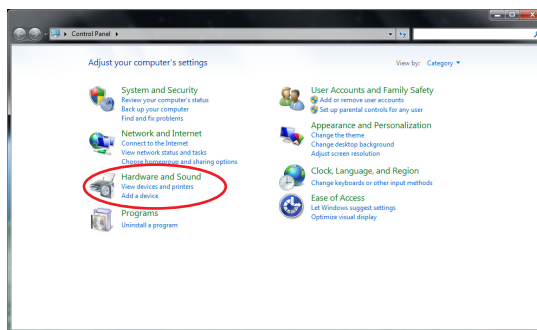 Control Panel
Adjust your computer's settings
View by: Category
System and Security
Review your computer's status
Back up your computer
Find and fix problems
Network and Internet
Connect to the Internet
View network status and tasks
Choose homegroup and sharing options
Hardware and Sound
View devices and printers
Add a device
Programs
Uninstall a program
User Accounts and Family Safety
Add or remove user accounts
Set up parental controls for any user
Appearance and Personalization
Change the theme
Change desktop background
Adjust screen resolution
Clock, Language, and Region
Change keyboards or other input methods
Ease of Access
Let Windows suggest settings
Optimize visual display